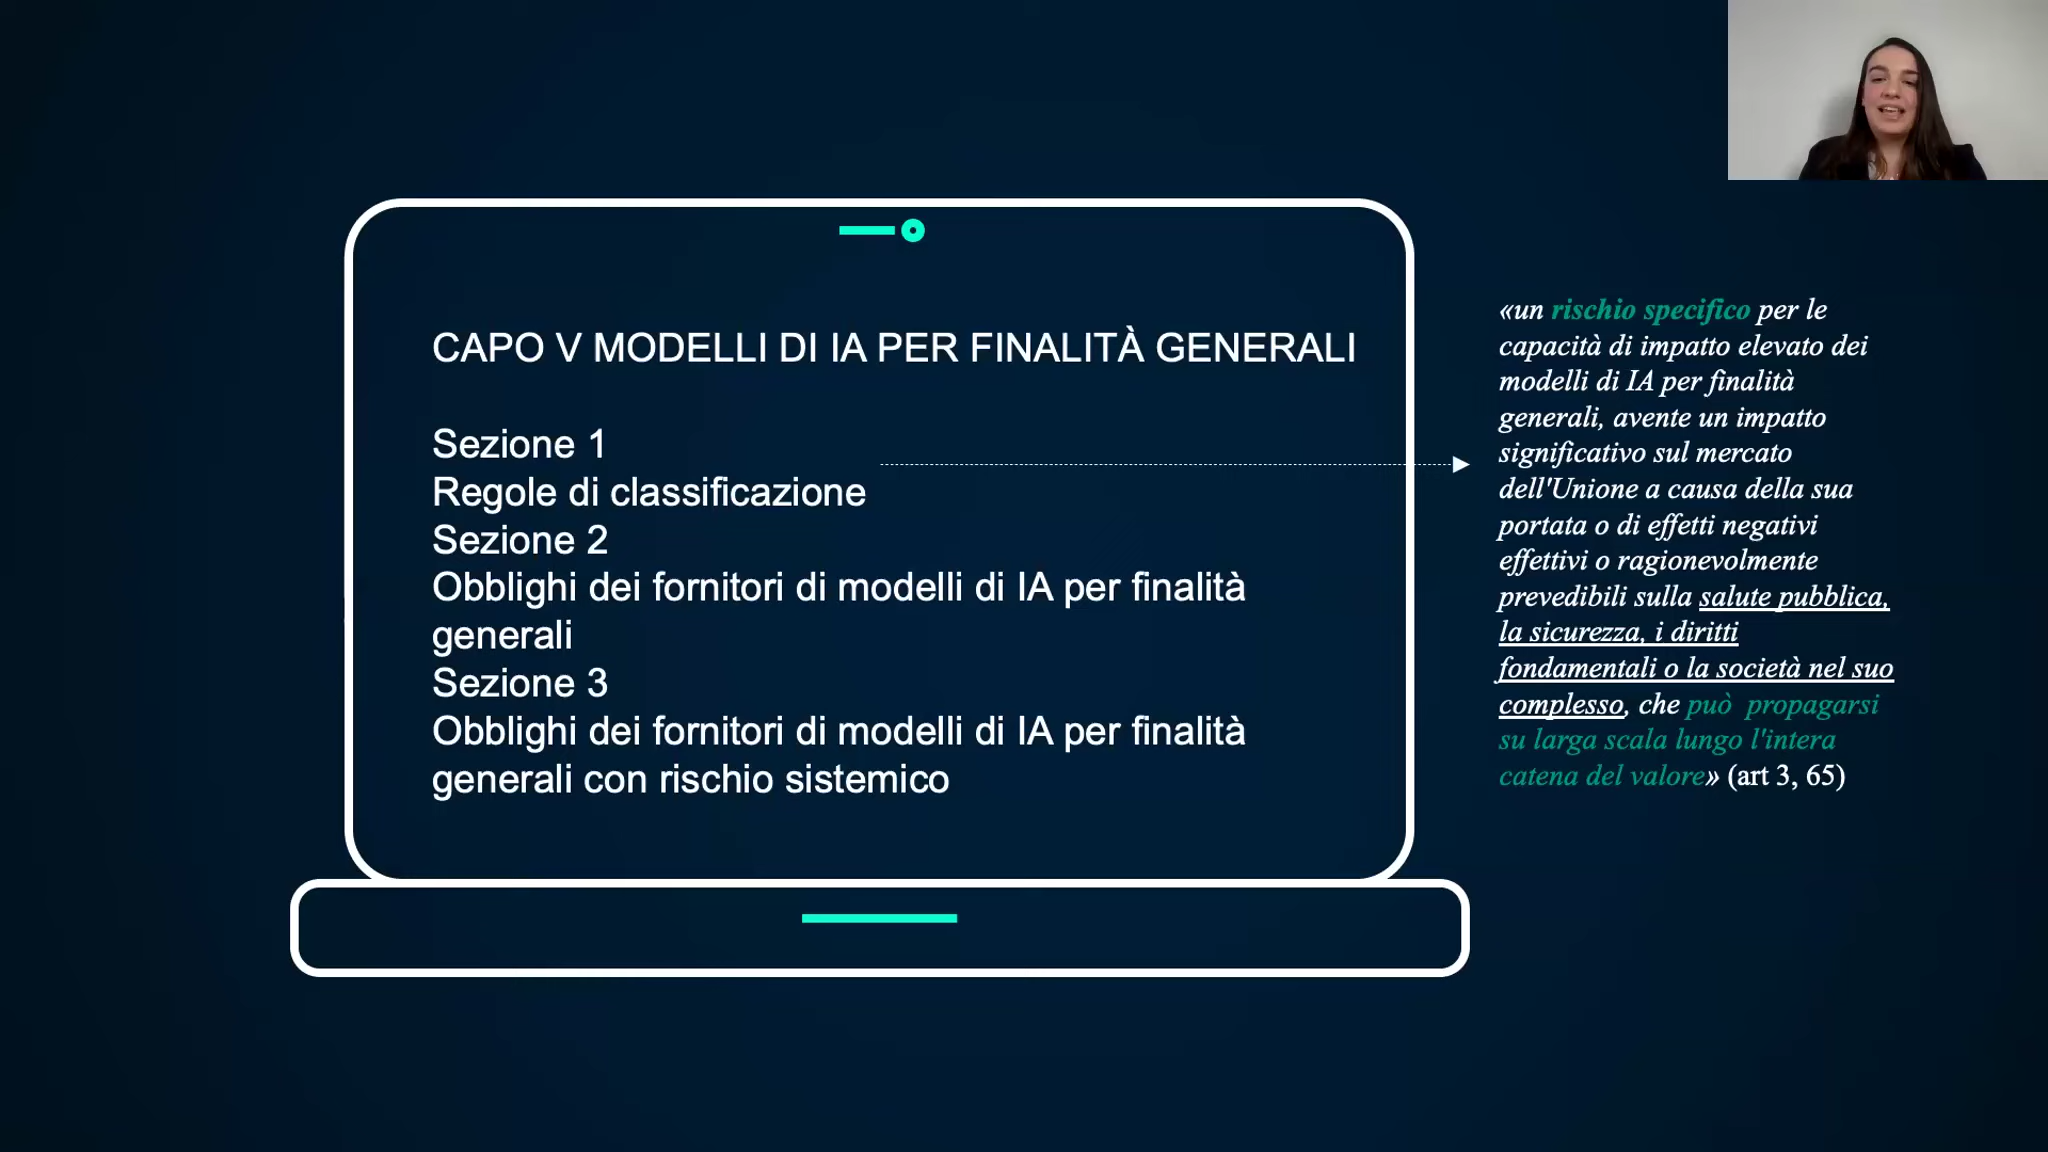 CAPO V MODELLI DI IA PER FINALITÀ GENERALI
Sezione 1
Regole di classificazione
Sezione 2
Obblighi dei fornitori di modelli di IA per finalità
generali
Sezione 3
Obblighi dei fornitori di modelli di IA per finalità
generali con rischio sistemico
«un rischio specifico per le
capacità di impatto elevato dei
modelli di IA per finalità
generali, avente un impatto
significativo sul mercato
dell'Unione a causa della sua
portata o di effetti negativi
effettivi o ragionevolmente
prevedibili sulla salute pubblica,
la sicurezza, i diritti
fondamentali o la società nel suo
complesso, che può propagarsi
su larga scala lungo l'intera
catena del valore» (art 3, 65)